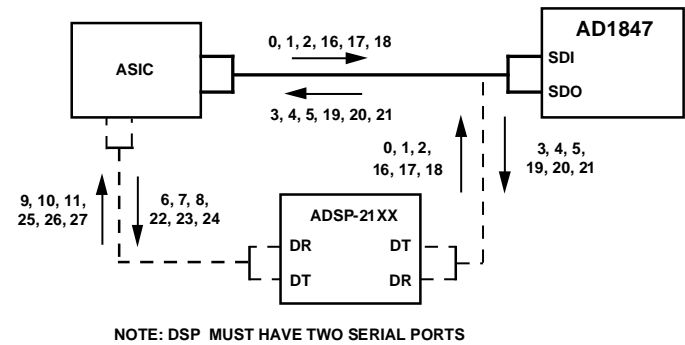 0, 1, 2, 16, 17, 18
AD1847
ASIC
SDI
SDO
3, 4, 5, 19, 20, 21
0, 1, 2,
16, 17, 18
3, 4, 5,
19, 20, 21
9, 10, 11,
25, 26, 27
6, 7, 8,
22, 23, 24
ADSP-21XX
DR
DT
DT
DR
NOTE: DSP MUST HAVE TWO SERIAL PORTS